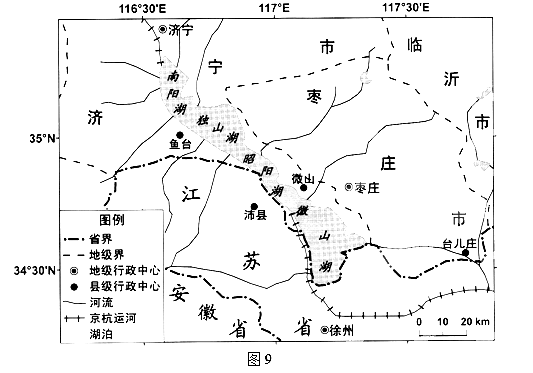 116°30′E
117°E
117°30′E
济宁
市
临
宁
沂
南
阳
湖
枣
济
独
山
湖
市
35°N
鱼台
昭
阳
湖
庄
微山
枣庄
江
沛县
微
山
湖
市
台儿庄
图例
省界
地级界
地级行政中心
县级行政中心
河流
京杭运河
湖泊
34°30′N
苏
安
徽
省
省
徐州
0 10 20 km
图9